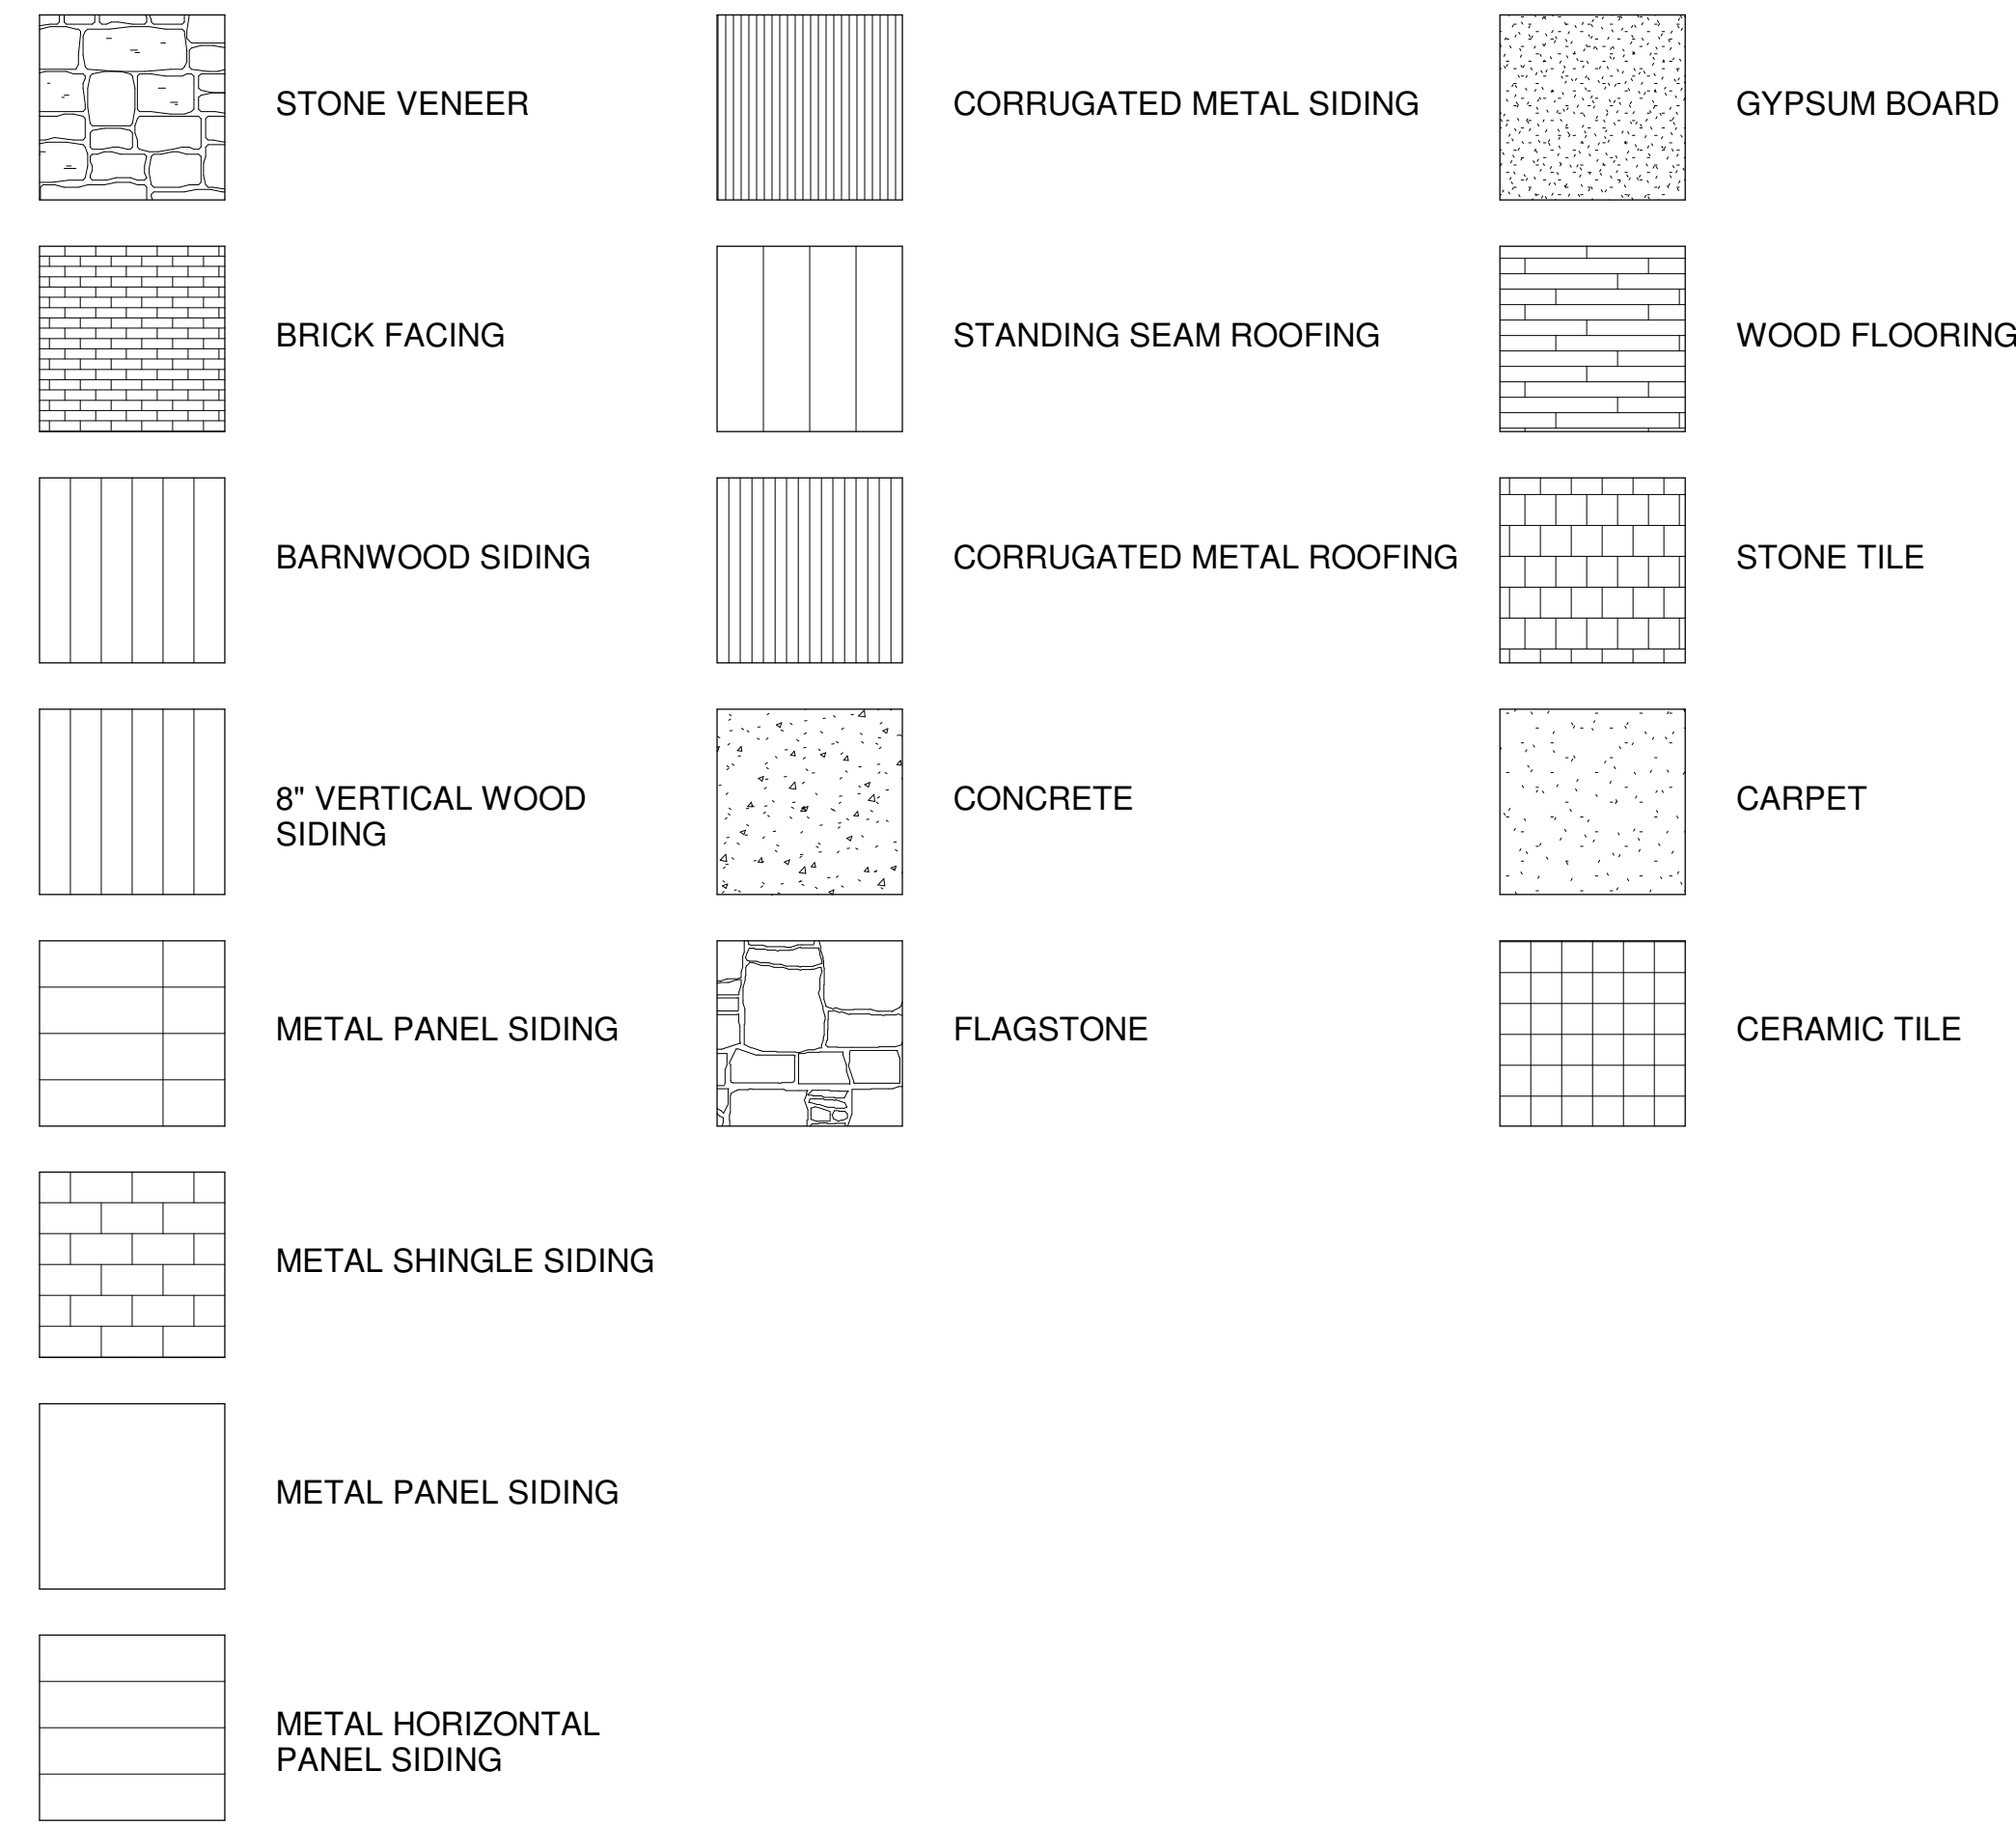 STONE VENEER
BRICK FACING
BARNWOOD SIDING
8" VERTICAL WOOD
SIDING
METAL PANEL SIDING
METAL SHINGLE SIDING
METAL PANEL SIDING
METAL HORIZONTAL
PANEL SIDING
CORRUGATED METAL SIDING
STANDING SEAM ROOFING
CORRUGATED METAL ROOFING
CONCRETE
FLAGSTONE
GYPSUM BOARD
WOOD FLOORING
STONE TILE
CARPET
CERAMIC TILE